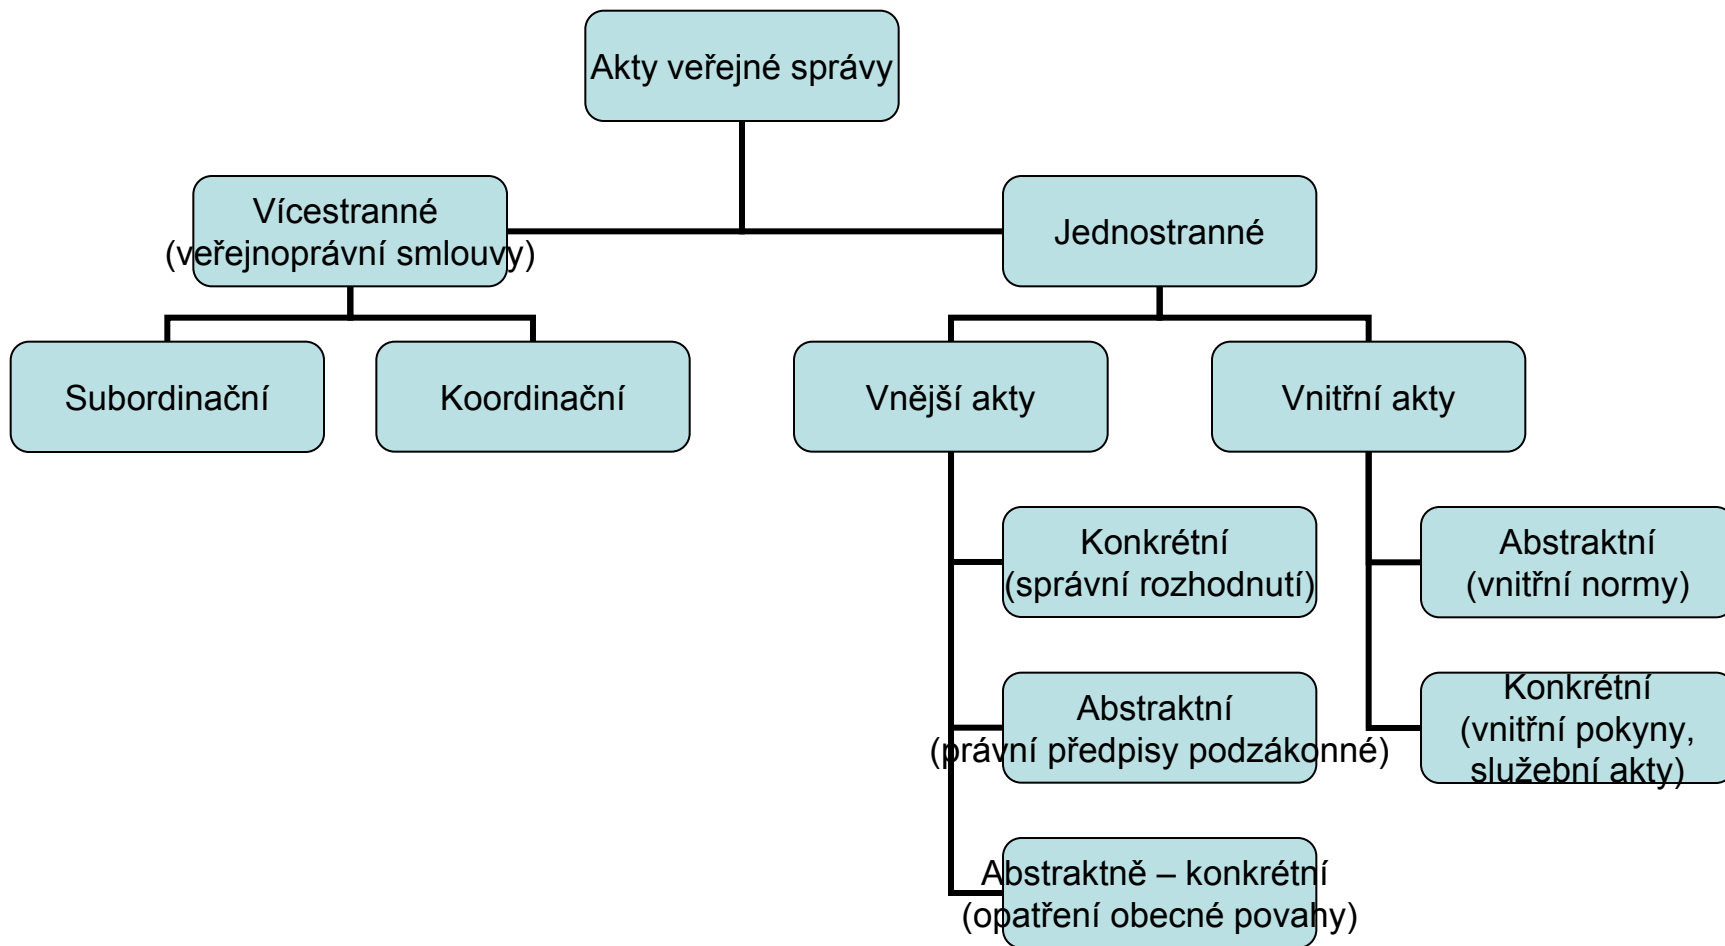 Akty veřejné správy
Vícestranné
(veřejnoprávní smlouvy)
Jednostranné
Subordinační
Koordinační
Vnější akty
Vnitřní akty
Konkrétní
(správní rozhodnutí)
Abstraktní
(vnitřní normy)
Abstraktní
(právní předpisy podzákonné)
Konkrétní
(vnitřní pokyny,
služební akty)
Abstraktně – konkrétní
(opatření obecné povahy)